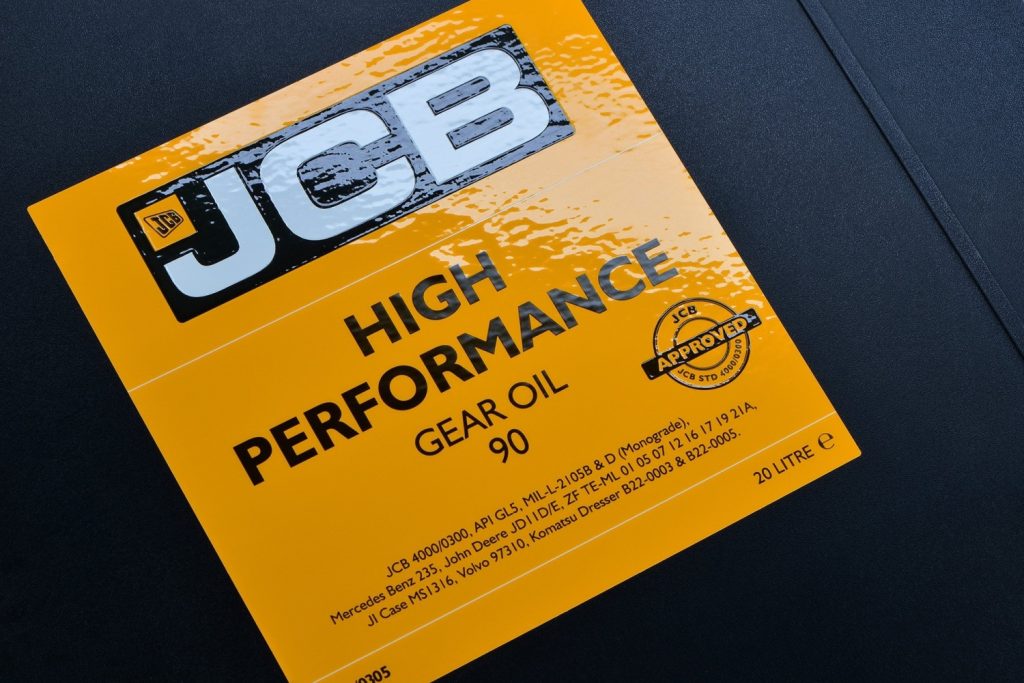 JCB
JCB
HIGH
PERFORMANCE
GEAR OIL
90
JCB
APPROVED
JCB STD 4000/0300
JCB 4000/0300, API GL5, MIL-L-2105B & D (Monograde),
Mercedes Benz 235, John Deere JD11D/E, ZF TE-ML 01 05 07 12 16 17 19 21A,
JI Case MS1316, Volvo 97310, Komatsu Dresser B22-0003 & B22-0005.
20 LITRE ℮
/0305